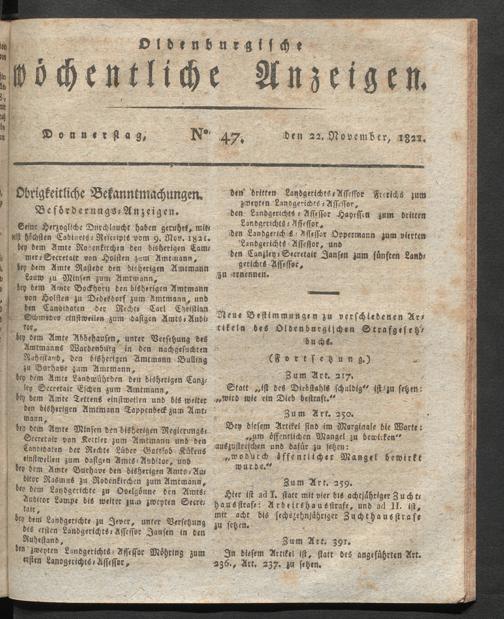 Oldenburgische
wöchentliche Anzeigen.
Donnerstag, No. 47. den 22. November, 1821.
Obrigkeitliche Bekanntmachungen.
Beförderungs-Anzeigen.
Seine Herzogliche Durchlaucht haben geruhet, mit-
höchsten Cabinets-Rescripts vom 9. Nov. 1821.
bey dem Amte Rodenkirchen den bisherigen Cam-
mer-Secretair von Holsten zum Amtmann,
bey dem Amte Rastede den bisherigen Amtmann
Lauw zu Minsen zum Amtmann,
bey dem Amte Bockhorn den bisherigen Amtmann
von Holsten zu Dedesdorf zum Amtmann, und
den Candidaten der Rechte Carl Christian
Schmedes einstweilen zum dasigen Amts-Audi-
tor,
bey dem Amte Abbehausen, unter Versetzung des
Amtmanns Wardenburg in den nachgesuchten
Ruhestand, den bisherigen Amtmann Bulling
zu Burhave zum Amtmann,
bey dem Amte Landwührden den bisherigen Canz-
ley Secretair Eschen zum Amtmann,
bey dem Amte Tettens einstweilen und bis weiter
den bisherigen Amtmann Tappenbeck zum Amt-
mann,
bey dem Amte Minsen den bisherigen Regierungs-
Secretair von Kettler zum Amtmann und den
Candidaten der Rechte Lüder Gottlob Kükens
einstweilen zum dasigen Amts-Auditor, und
bey dem Amte Burhave den bisherigen Amts-Au-
ditor Rasmus zu Rodenkirchen zum Amtmann,
bey dem Landgerichte zu Ovelgönne den Amts-
Auditor Lampe bis weiter zum zweyten Secre-
tair,
bey dem Landgerichte zu Jever, unter Versetzung
des ersten Landgerichts-Assessor Jansen in den
Ruhestand,
den zweyten Landgerichts-Assessor Möhring zum
ersten Landgerichts-Assessor,
den dritten Landgerichts-Assessor Frerichs zum
zweyten Landgerichts-Assessor,
den Landgerichts-Assessor Hayessen zum dritten
Landgerichts-Assessor,
den Landgerichts-Assessor Oppermann zum vierten
Landgerichts-Assessor, und
den Canzley-Secretair Jansen zum fünften Land-
gerichts Assessor,
zu ernennen.
Neue Bestimmungen zu verschiedenen Ar-
tikeln des Oldenburgischen Strafgesetz-
buchs.
(Fortsetzung.)
Zum Art. 217.
Statt „ist des Diebstahls schuldig“ ist zu setzen:
„wird wie ein Dieb bestraft.“
Zum Art. 250.
Bey diesem Artikel sind im Marginale die Worte:
„um öffentlichen Mangel zu bewirken“
auszustreichen und dafür zu setzen:
„wodurch öffentlicher Mangel bewirkt
wurde.“
Zum Art. 259.
Hier ist ad I. statt mit vier bis achtjähriger Zucht-
hausstrafe: Arbeitshausstrafe, und ad II. ist,
mit acht bis sechszehnjähriger Zuchthausstrafe
zu setzen.
Zum Art. 391.
In diesem Artikel ist, statt des angeführten Art.
236., Art. 237. zu setzen.